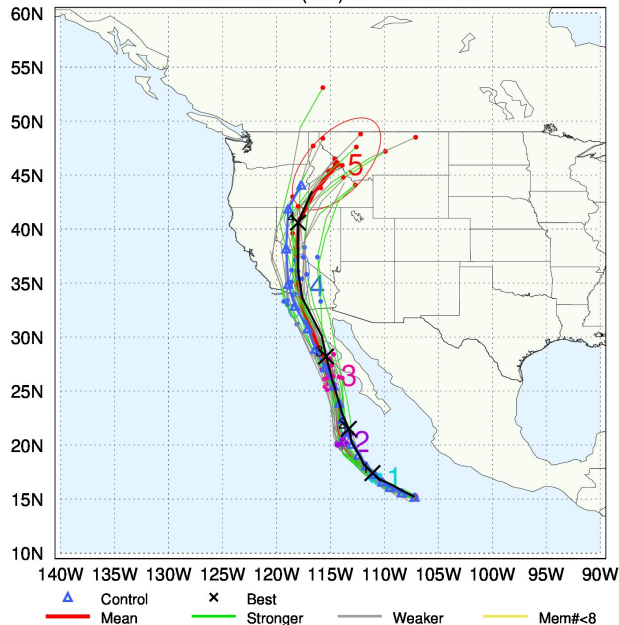 60N
55N
50N
5
45N
40N
4
35N
30N
3
25N
2
20N
1
15N
10N
140W 135W 130W 125W 120W 115W 110W 105W 100W 95W 90W
Control Best
Mean Stronger Weaker Mem#<8